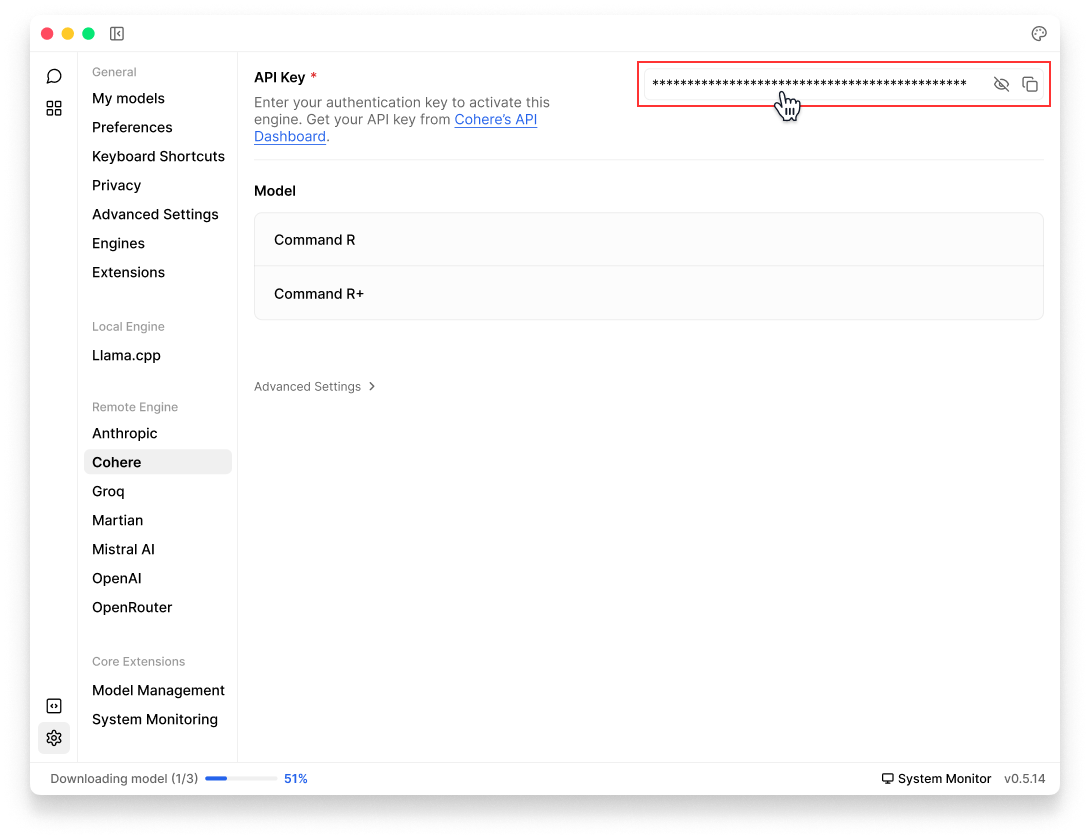 General
My models
Preferences
Keyboard Shortcuts
Privacy
Advanced Settings
Engines
Extensions
Local Engine
Llama.cpp
Remote Engine
Anthropic
Cohere
Groq
Martian
Mistral AI
OpenAI
OpenRouter
Core Extensions
Model Management
System Monitoring
API Key *
Enter your authentication key to activate this
engine. Get your API key from Cohere’s API
Dashboard.
*********************************************
Model
Command R
Command R+
Advanced Settings
Downloading model (1/3) 51%
System Monitor v0.5.14